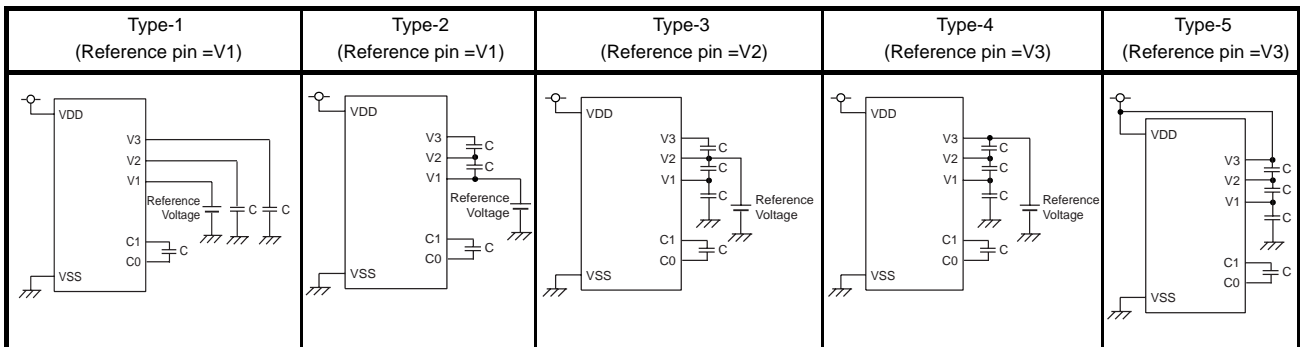 Type-1
(Reference pin =V1)
Type-2
(Reference pin =V1)
Type-3
(Reference pin =V2)
Type-4
(Reference pin =V3)
Type-5
(Reference pin =V3)
VDD
V3
V2
V1
Reference
Voltage
C
C
C1
C
C0
VSS
VDD
V3
C
V2
C
V1
Reference
Voltage
C1
C
C0
VSS
VDD
V3
C
V2
C
V1
C
Reference
Voltage
C1
C
C0
VSS
VDD
V3
C
V2
C
V1
C
Reference
Voltage
C1
C
C0
VSS
VDD
V3
C
V2
C
V1
C
C1
C
C0
VSS